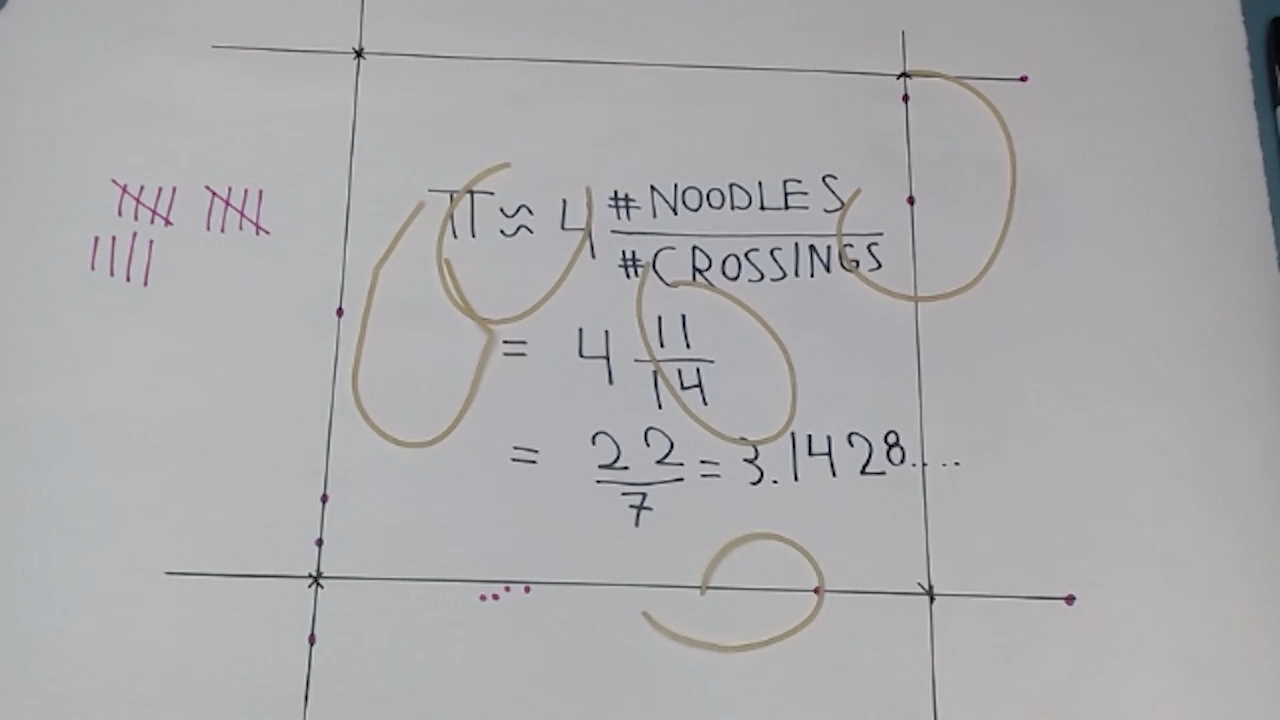 π ≈ 4 #NOODLES / #CROSSINGS
= 4 11/14
= 22/7 = 3.1428....